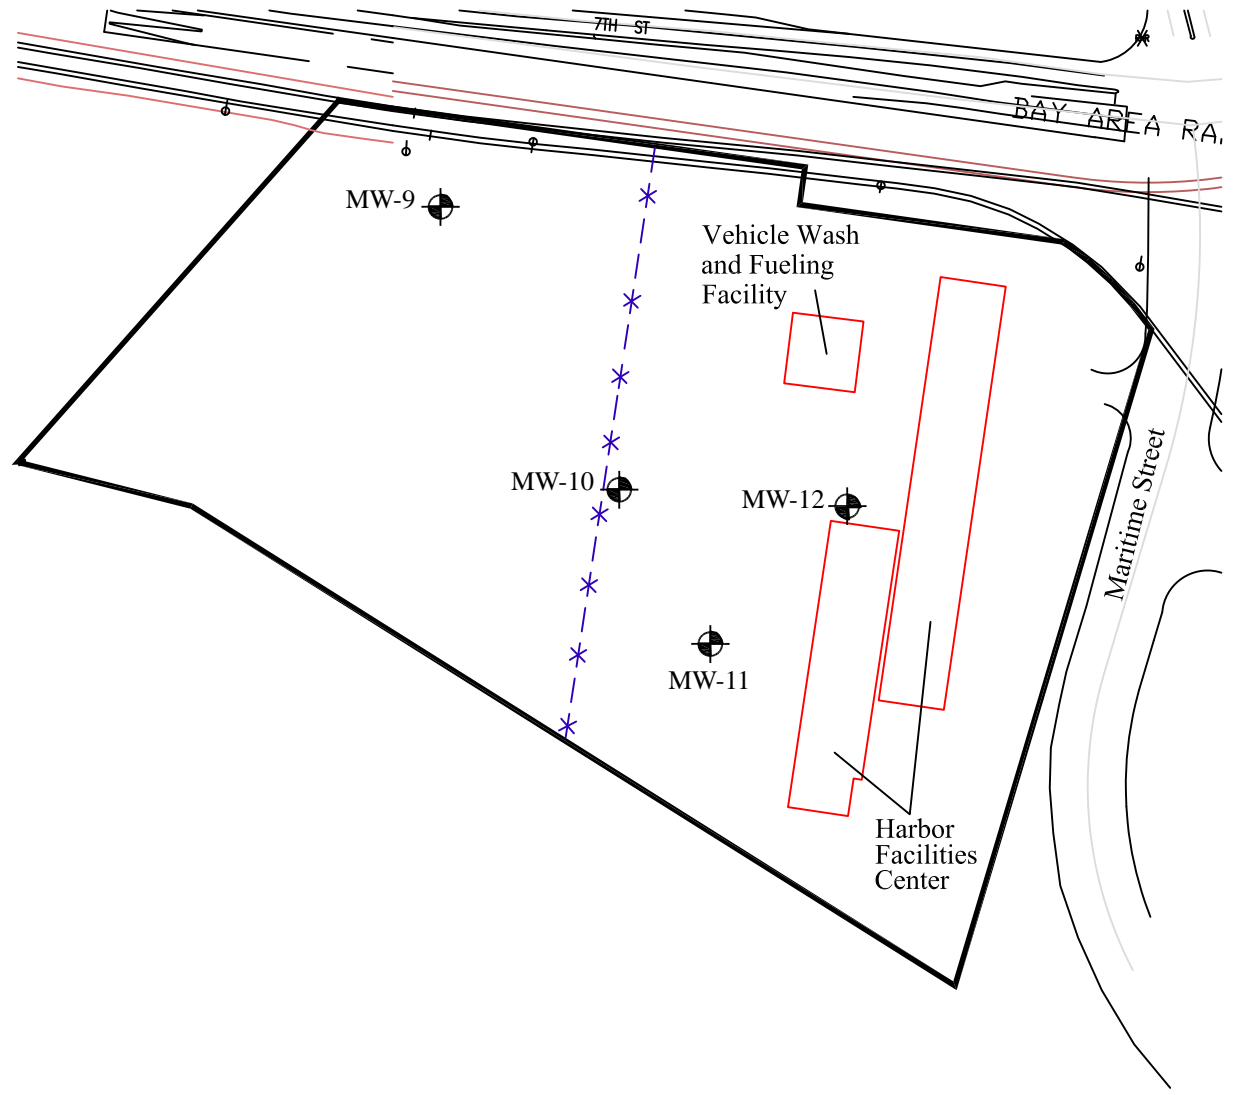 7TH ST
BAY AREA RA
MW-9
Vehicle Wash
and Fueling
Facility
MW-10
MW-12
Maritime Street
MW-11
Harbor
Facilities
Center